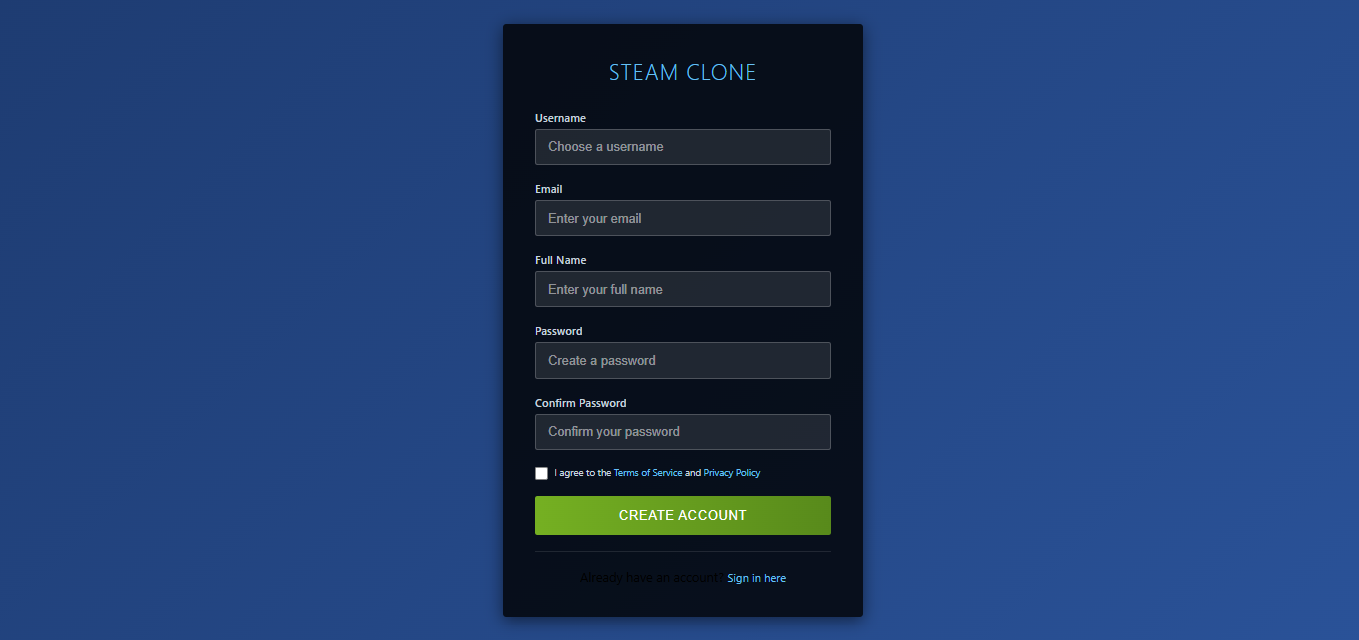 STEAM CLONE
Username
Choose a username
Email
Enter your email
Full Name
Enter your full name
Password
Create a password
Confirm Password
Confirm your password
I agree to the Terms of Service and Privacy Policy
CREATE ACCOUNT
Already have an account? Sign in here